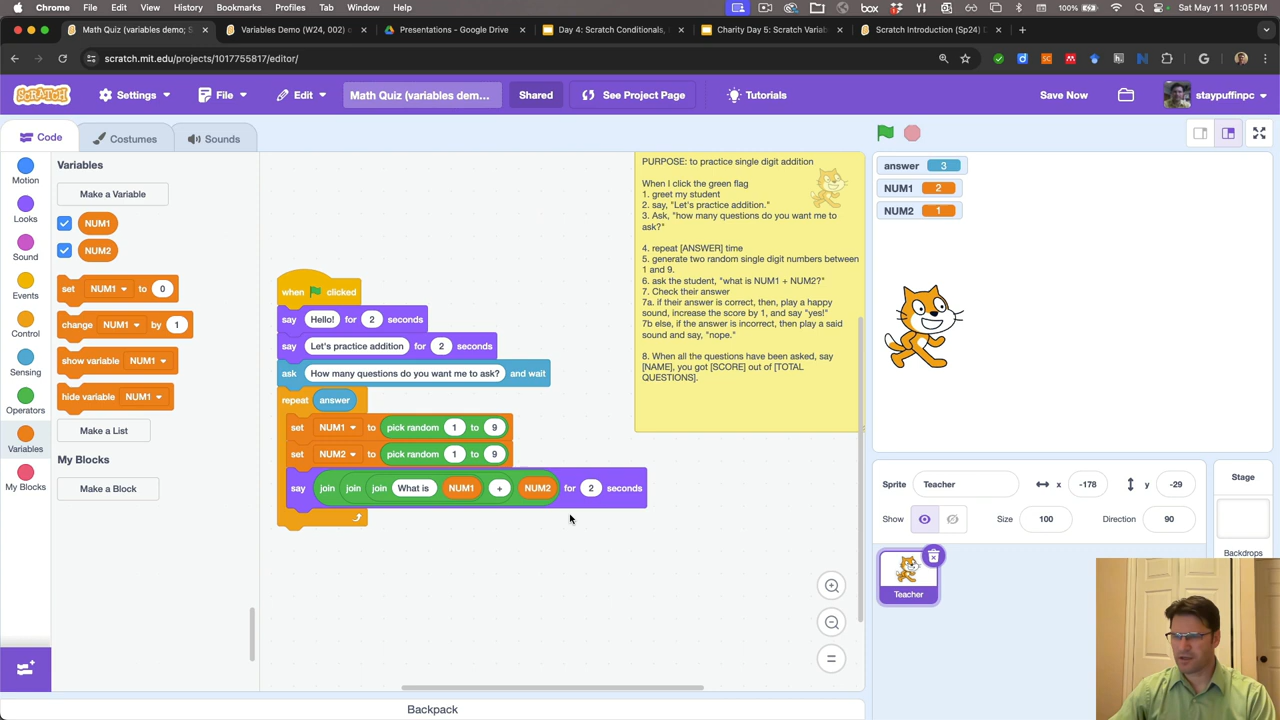 Chrome File Edit View History Bookmarks Profiles Tab Window Help
box 100% Sat May 11 11:05 PM
Math Quiz (variables demo; S
Variables Demo (W24, 002) o
Presentations - Google Drive
Day 4: Scratch Conditionals,
Charity Day 5: Scratch Variab
Scratch Introduction (Sp24)
scratch.mit.edu/projects/1017755817/editor/
SCRATCH Settings File Edit Math Quiz (variables dem... Shared See Project Page Tutorials Save Now staypuffinpc
Code Costumes Sounds
Motion
Looks
Sound
Events
Control
Sensing
Operators
Variables
My Blocks
Variables
Make a Variable
NUM1
NUM2
set NUM1 to 0
change NUM1 by 1
show variable NUM1
hide variable NUM1
Make a List
My Blocks
Make a Block
when clicked
say Hello! for 2 seconds
say Let's practice addition for 2 seconds
ask How many questions do you want me to ask? and wait
repeat answer
set NUM1 to pick random 1 to 9
set NUM2 to pick random 1 to 9
say join join join What is NUM1 + NUM2 for 2 seconds
PURPOSE: to practice single digit addition
When I click the green flag
1. greet my student
2. say, "Let's practice addition."
3. Ask, "how many questions do you want me to
ask?"
4. repeat [ANSWER] time
5. generate two random single digit numbers between
1 and 9.
6. ask the student, "what is NUM1 + NUM2?"
7. Check their answer
7a. if their answer is correct, then, play a happy
sound, increase the score by 1, and say "yes!"
7b else, if the answer is incorrect, then play a said
sound and say, "nope."
8. When all the questions have been asked, say
[NAME], you got [SCORE] out of [TOTAL
QUESTIONS].
answer 3
NUM1 2
NUM2 1
Sprite Teacher x -178 y -29
Show Size 100 Direction 90
Teacher
Stage
Backdrops
Backpack